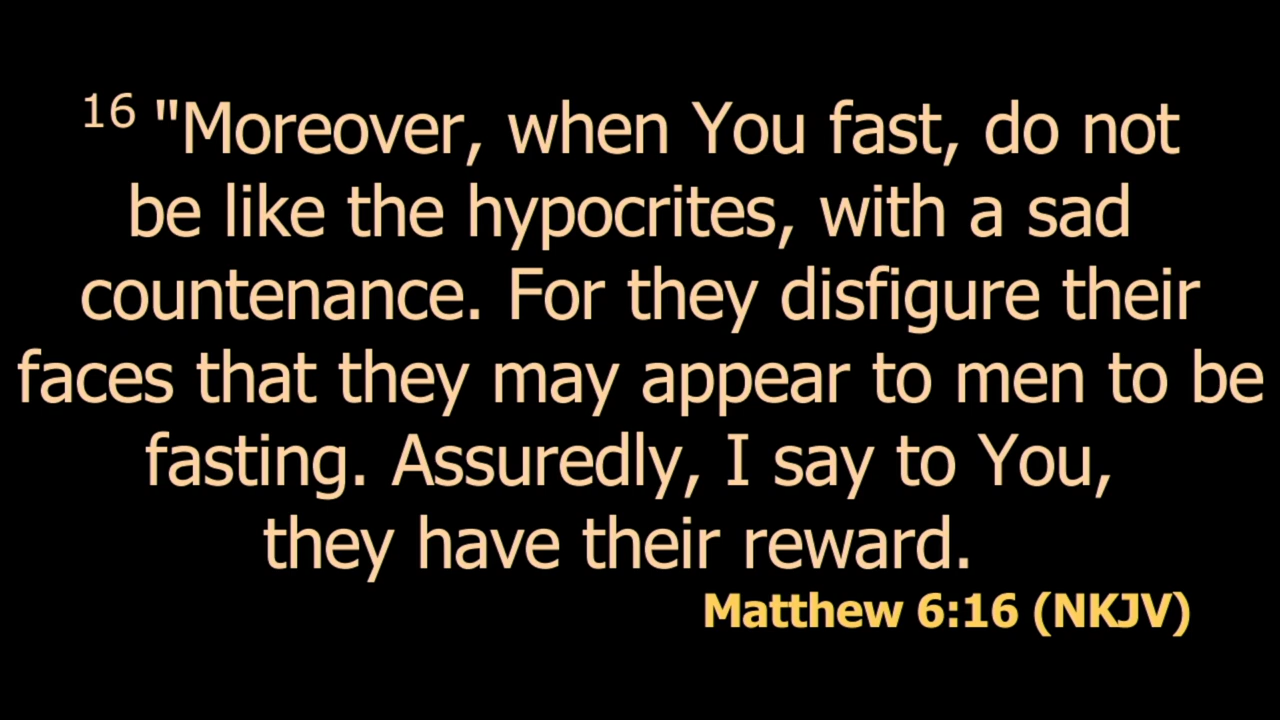 16 "Moreover, when You fast, do not
be like the hypocrites, with a sad
countenance. For they disfigure their
faces that they may appear to men to be
fasting. Assuredly, I say to You,
they have their reward.
Matthew 6:16 (NKJV)